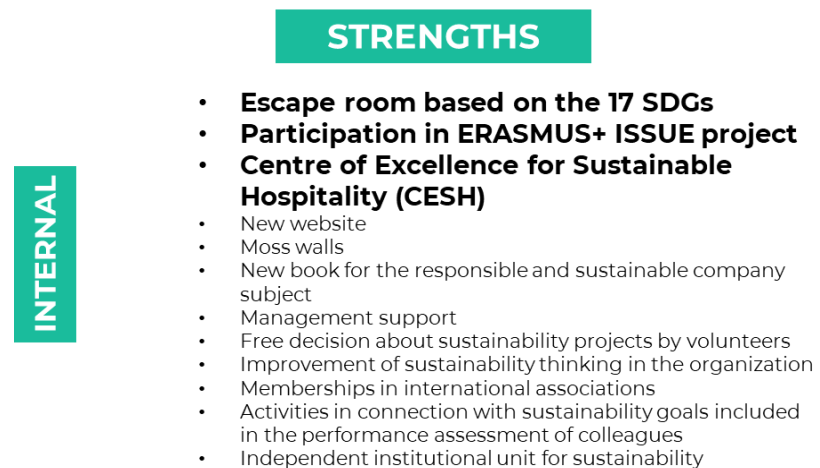 STRENGTHS
INTERNAL
• Escape room based on the 17 SDGs
• Participation in ERASMUS+ ISSUE project
• Centre of Excellence for Sustainable
Hospitality (CESH)
• New website
• Moss walls
• New book for the responsible and sustainable company
subject
• Management support
• Free decision about sustainability projects by volunteers
• Improvement of sustainability thinking in the organization
• Memberships in international associations
• Activities in connection with sustainability goals included
in the performance assessment of colleagues
• Independent institutional unit for sustainability